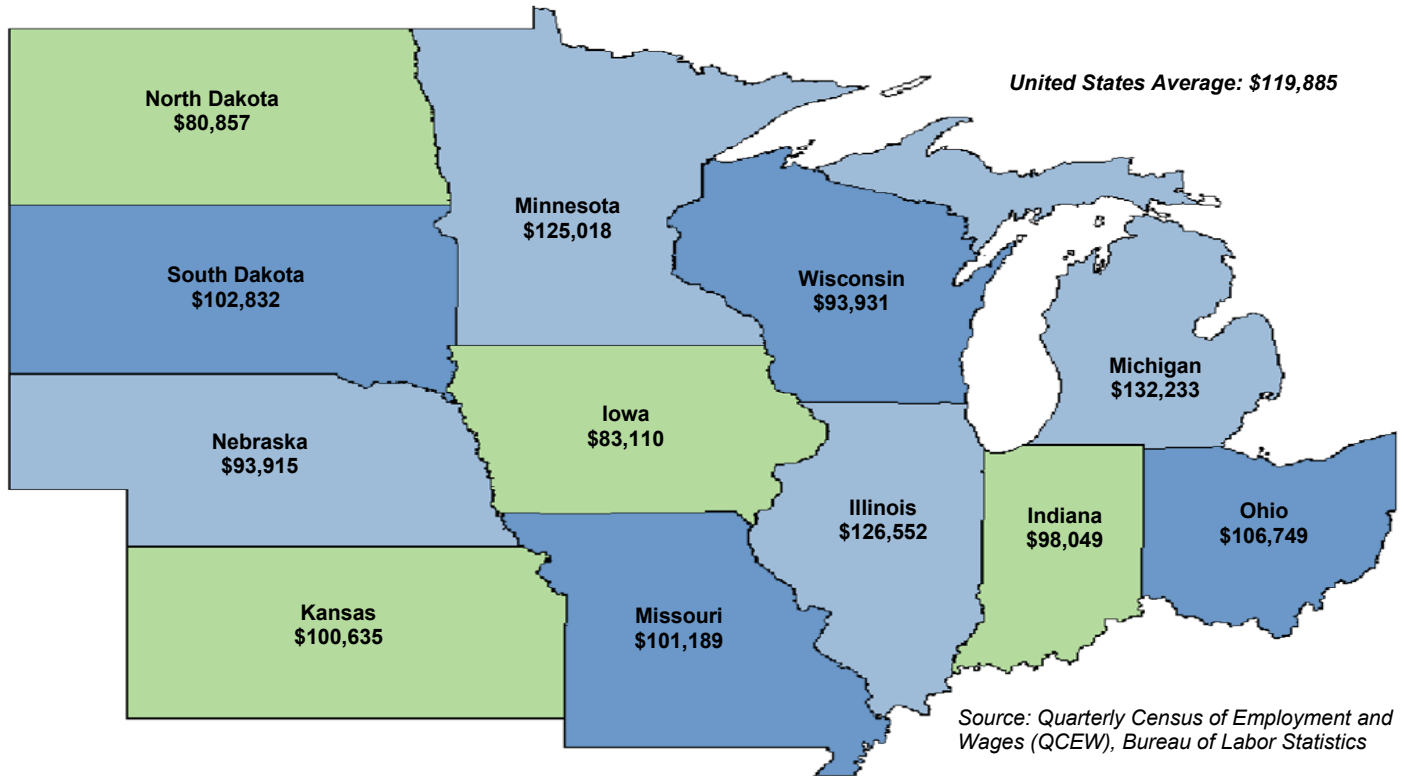 United States Average: $119,885
North Dakota
$80,857
Minnesota
$125,018
South Dakota
$102,832
Wisconsin
$93,931
Michigan
$132,233
Iowa
$83,110
Nebraska
$93,915
Illinois
$126,552
Indiana
$98,049
Ohio
$106,749
Kansas
$100,635
Missouri
$101,189
Source: Quarterly Census of Employment and
Wages (QCEW), Bureau of Labor Statistics